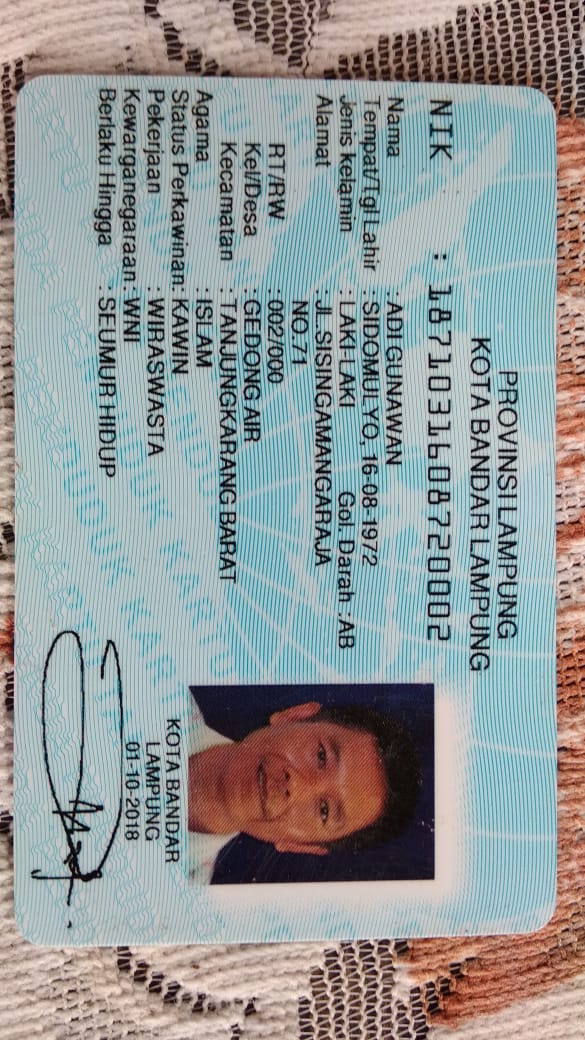 PROVINSI LAMPUNG
KOTA BANDAR LAMPUNG
NIK : 1871031608720002
Nama : ADI GUNAWAN
Tempat/Tgl Lahir : SIDOMULYO, 16-08-1972
Jenis kelamin : LAKI-LAKI Gol. Darah : AB
Alamat : JL.SISINGAMANGARAJA
NO.71
RT/RW : 002/000
Kel/Desa : GEDONG AIR
Kecamatan : TANJUNGKARANG BARAT
Agama : ISLAM
Status Perkawinan : KAWIN
Pekerjaan : WIRASWASTA
Kewarganegaraan : WNI
Berlaku Hingga : SEUMUR HIDUP
KOTA BANDAR
LAMPUNG
01-10-2018